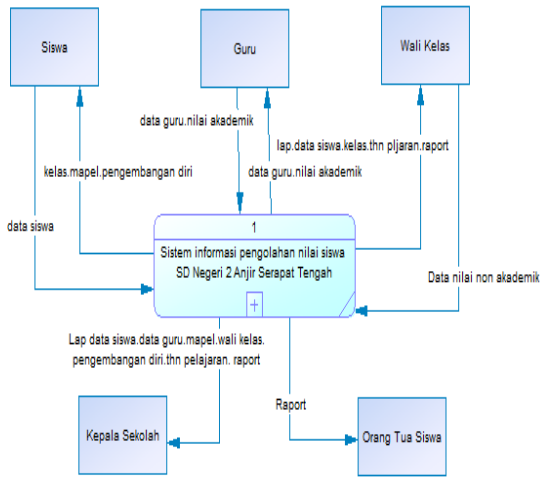 Siswa
Guru
Wali Kelas
data guru.nilai akademik
lap.data siswa.kelas.thn pljaran.raport
kelas.mapel.pengembangan diri
data guru.nilai akademik
data siswa
1
Sistem informasi pengolahan nilai siswa
SD Negeri 2 Anjir Serapat Tengah
Data nilai non akademik
Lap data siswa.data guru.mapel.wali kelas.
pengembangan diri.thn pelajaran. raport
Raport
Kepala Sekolah
Orang Tua Siswa